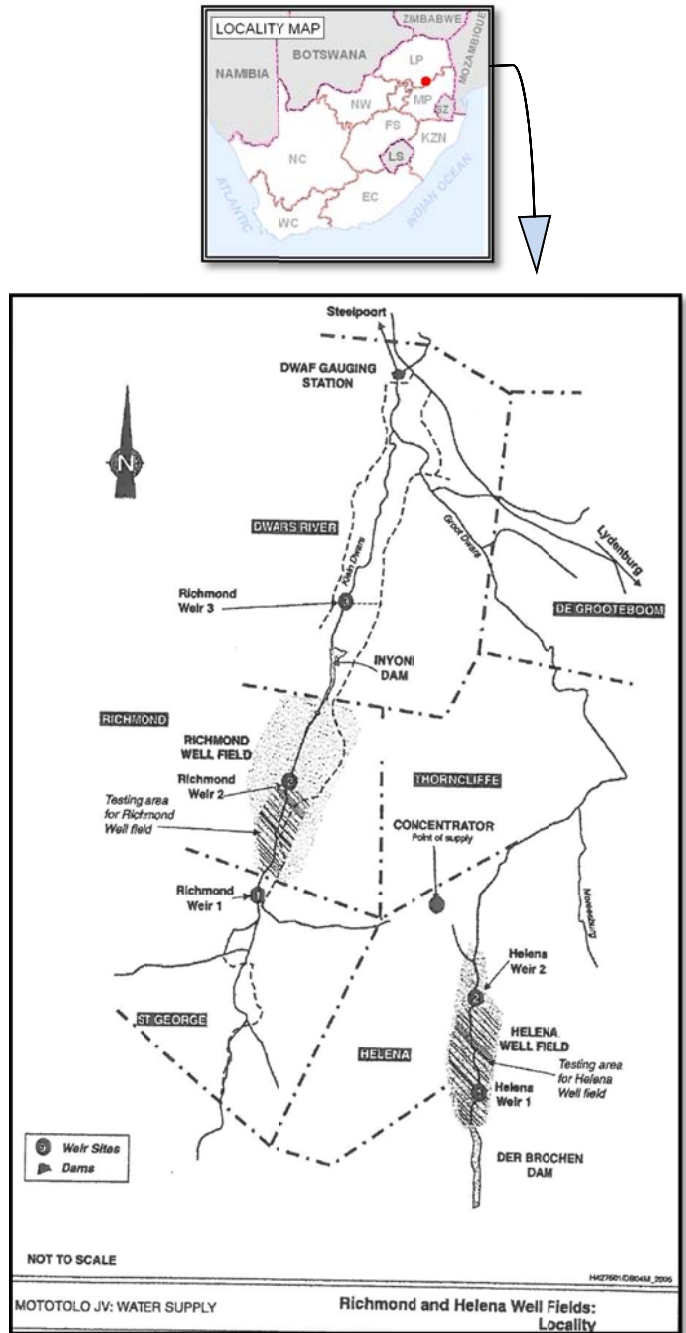 LOCALITY MAP
ZIMBABWE
BOTSWANA
MOZAMBIQUE
NAMIBIA
LP
NW
MP
SZ
FS
KZN
NC
LS
EC
WC
ATLANTIC
INDIAN OCEAN
Steelpoort
DWAF GAUGING
STATION
N
DWARS RIVER
Klein Dwars
Groot Dwars
Lydenburg
Richmond
Weir 3
3
DE GROOTEBOOM
INYONI
DAM
RICHMOND
RICHMOND
WELL FIELD
Richmond
Weir 2
2
THORNCLIFFE
Testing area
for Richmond
Well field
CONCENTRATOR
Point of supply
Richmond
Weir 1
1
Helena
Weir 2
2
ST GEORGE
HELENA
HELENA
WELL FIELD
Testing area
for Helena
Well field
Helena
Weir 1
Weir Sites
Dams
DER BROCHEN
DAM
NOT TO SCALE
MOTOTOLO JV: WATER SUPPLY
Richmond and Helena Well Fields:
Locality